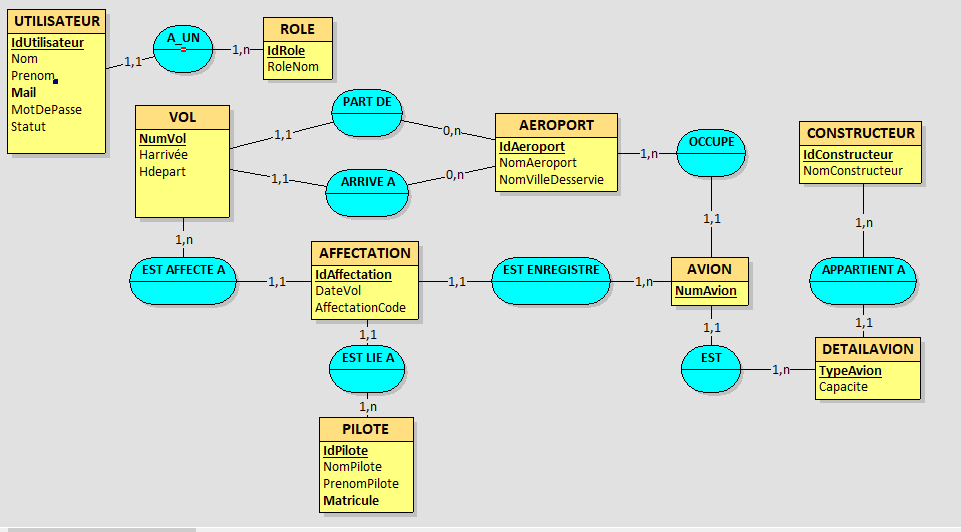 UTILISATEUR
IdUtilisateur
Nom
Prenom
Mail
MotDePasse
Statut
1,1
A_UN
1,n
ROLE
IdRole
RoleNom
VOL
NumVol
Harrivée
Hdepart
1,1
PART DE
0,n
1,1
ARRIVE A
0,n
AEROPORT
IdAeroport
NomAeroport
NomVilleDesservie
1,n
OCCUPE
1,1
CONSTRUCTEUR
IdConstructeur
NomConstructeur
1,n
APPARTIENT A
1,1
1,n
EST AFFECTE A
1,1
AFFECTATION
IdAffectation
DateVol
AffectationCode
1,1
EST ENREGISTRE
1,n
AVION
NumAvion
1,1
EST
1,n
DETAILAVION
TypeAvion
Capacite
1,1
EST LIE A
1,n
PILOTE
IdPilote
NomPilote
PrenomPilote
Matricule